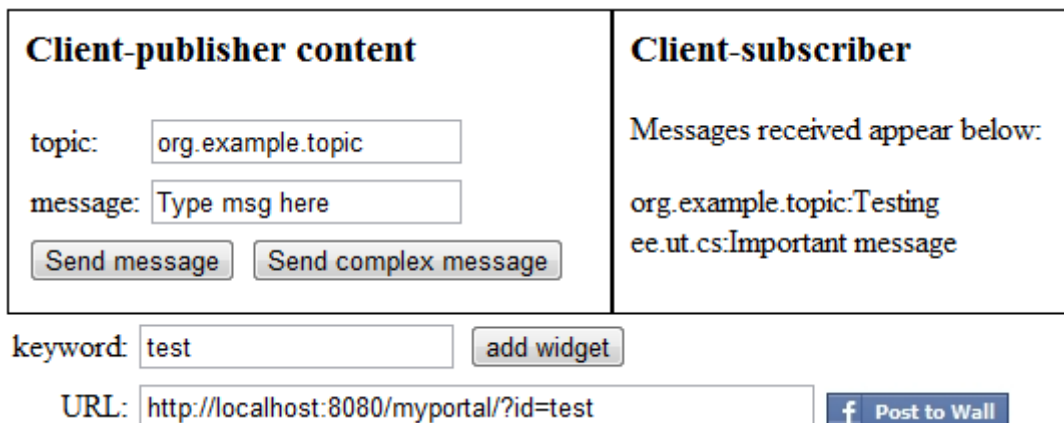 Client-publisher content
topic: org.example.topic
message: Type msg here
Send message Send complex message
Client-subscriber
Messages received appear below:
org.example.topic:Testing
ee.ut.cs:Important message
keyword: test add widget
URL: http://localhost:8080/myportal/?id=test f Post to Wall